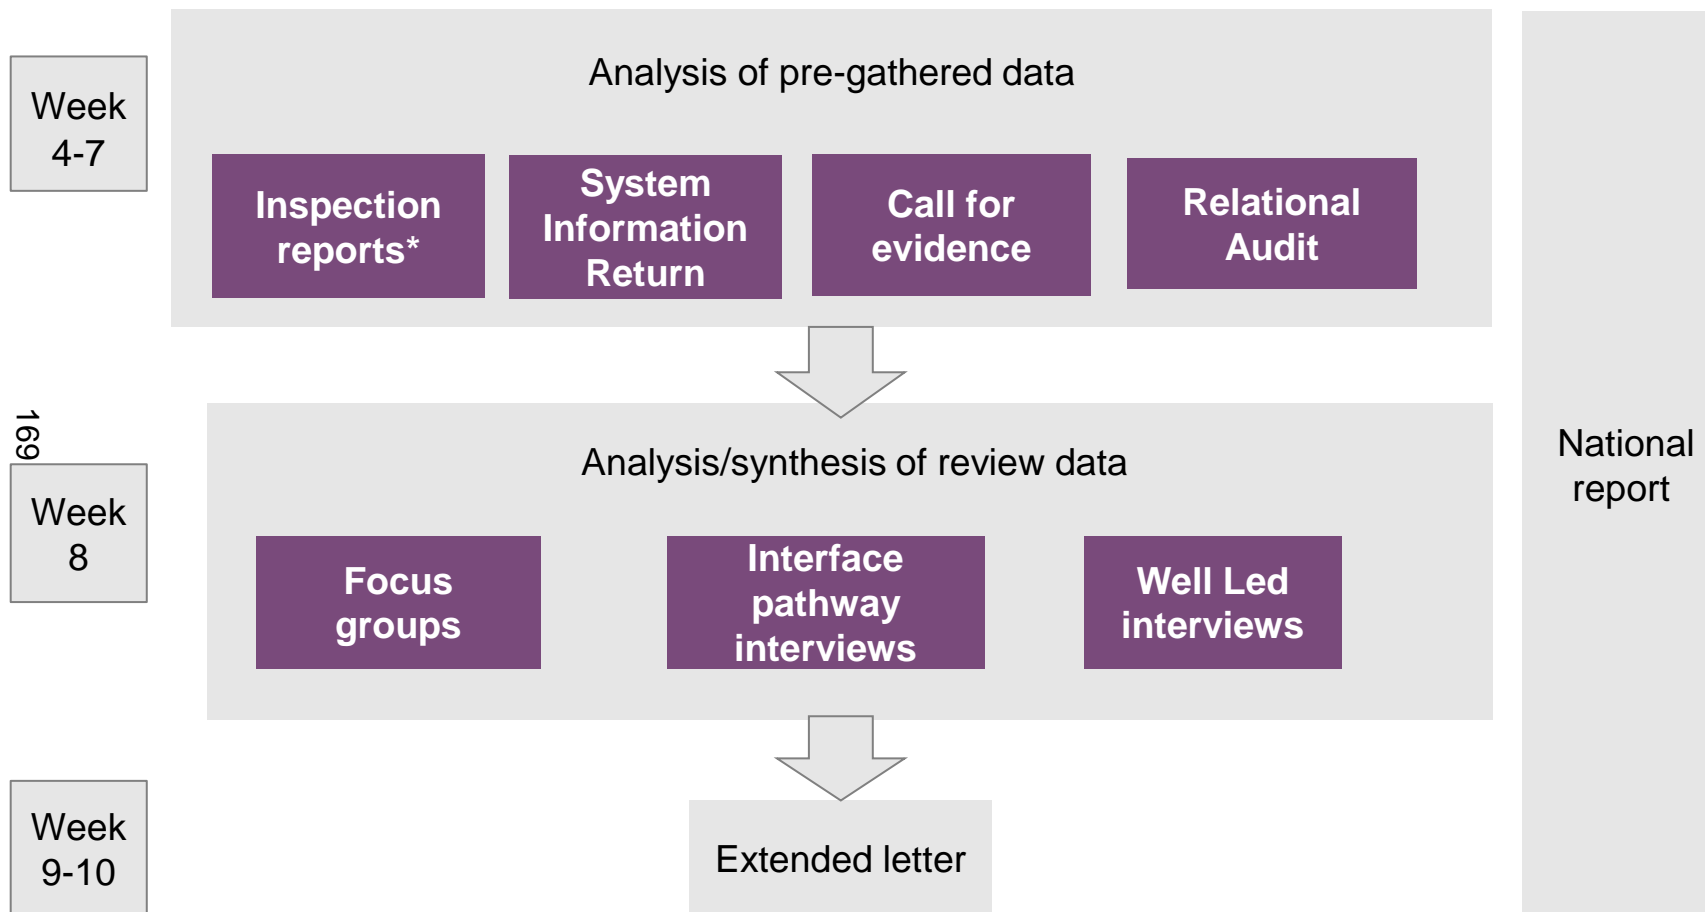 Week
4-7
Analysis of pre-gathered data
Inspection
reports*
System
Information
Return
Call for
evidence
Relational
Audit
169
Week
8
Analysis/synthesis of review data
Focus
groups
Interface
pathway
interviews
Well Led
interviews
Week
9-10
Extended letter
National
report